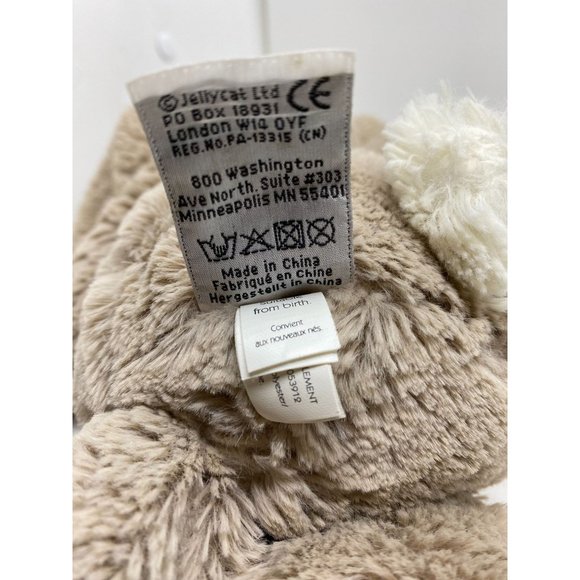 © Jellycat Ltd CE
PO Box 18931
London W14 0YF
REG.No.PA-13315 (CN)
800 Washington
Ave North. Suite #303
Minneapolis MN 55401
Made in China
Fabriqué en Chine
Hergestellt in China
from birth.
Convient
aux nouveaux nés.